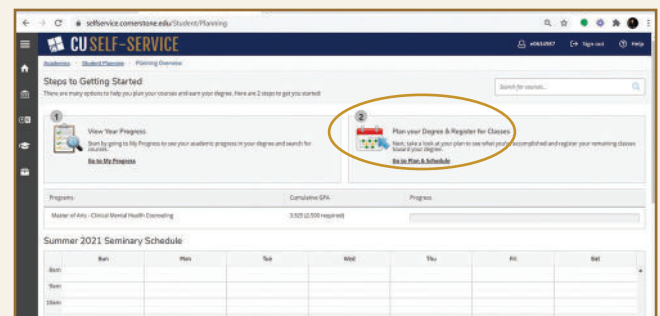 selfservice.cornerstone.edu/Student/Planning
CU SELF-SERVICE
Sign out
Help
Academics
Student Planning
Planning Overview
Steps to Getting Started
There are many options to help you plan your courses and earn your degree. Here are 2 steps to get you started:
Search for courses...
1
View Your Progress
Start by going to My Progress to see your academic progress in your degree and search for
courses.
Go to My Progress
2
Plan your Degree & Register for Classes
Next, take a look at your plan to see what you've accomplished and register your remaining classes
toward your degree.
Go to Plan & Schedule
Programs
Cumulative GPA
Progress
Master of Arts - Clinical Mental Health Counseling
(2.500 required)
Summer 2021 Seminary Schedule
Sun
Mon
Tue
Wed
Thu
Fri
Sat
8am
9am
10am